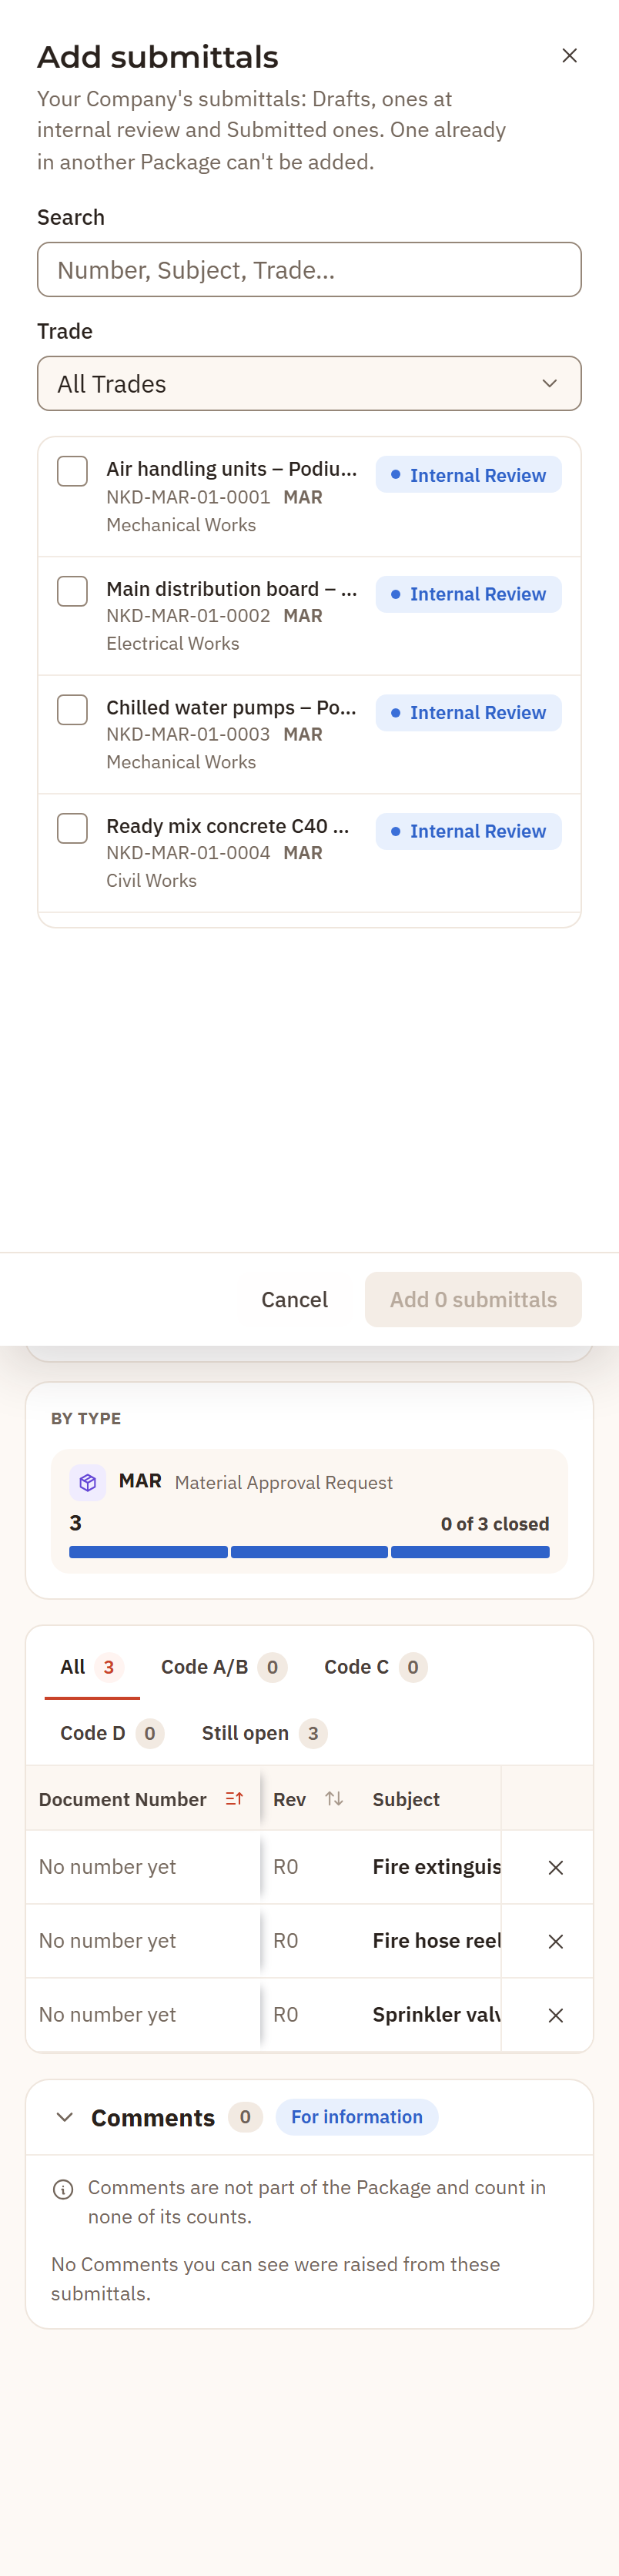 Add submittals
Your Company's submittals: Drafts, ones at
internal review and Submitted ones. One already
in another Package can't be added.
Search
Number, Subject, Trade...
Trade
All Trades
Air handling units – Podiu... Internal Review
NKD-MAR-01-0001 MAR
Mechanical Works
Main distribution board – ... Internal Review
NKD-MAR-01-0002 MAR
Electrical Works
Chilled water pumps – Po... Internal Review
NKD-MAR-01-0003 MAR
Mechanical Works
Ready mix concrete C40 ... Internal Review
NKD-MAR-01-0004 MAR
Civil Works
Cancel Add 0 submittals
BY TYPE
MAR Material Approval Request
3 0 of 3 closed
All 3 Code A/B 0 Code C 0
Code D 0 Still open 3
Document Number Rev Subject
No number yet R0 Fire extinguis
No number yet R0 Fire hose reel
No number yet R0 Sprinkler valv
Comments 0 For information
Comments are not part of the Package and count in
none of its counts.
No Comments you can see were raised from these
submittals.